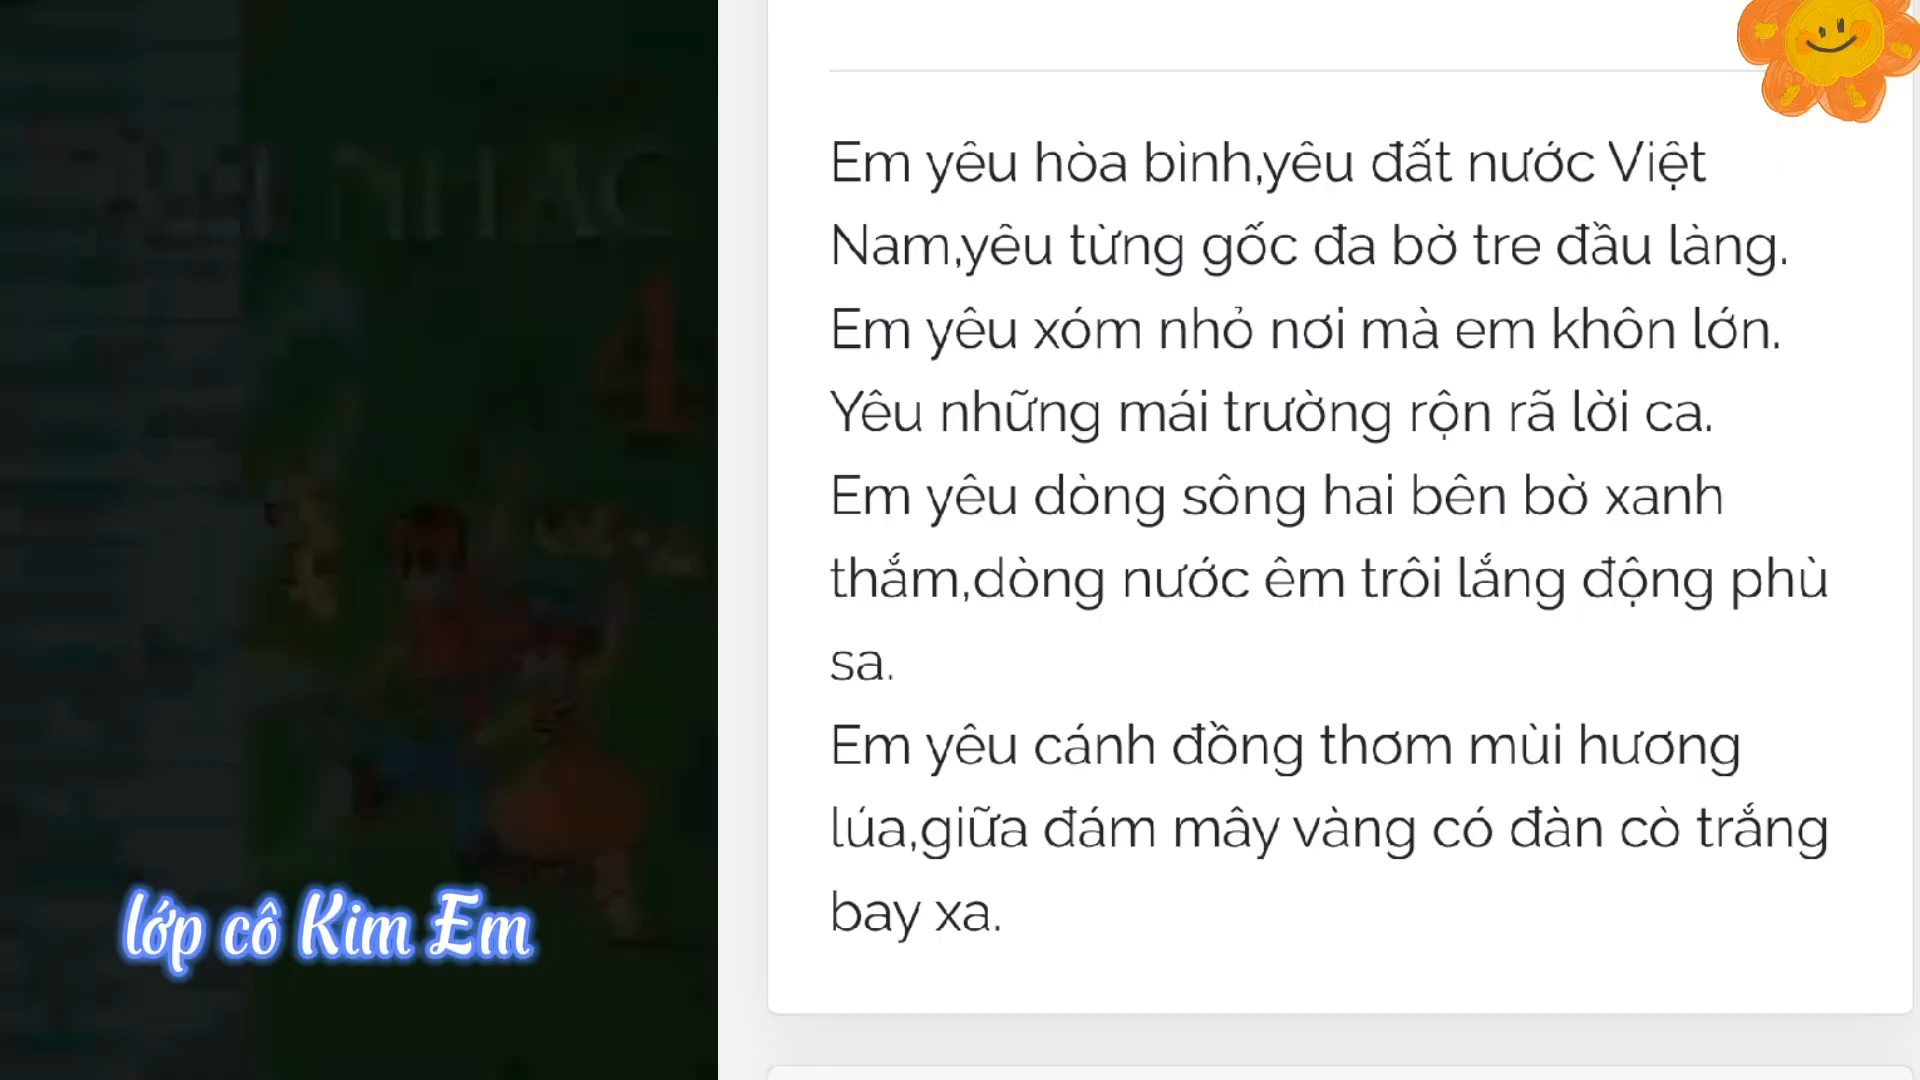 Em yêu hòa bình,yêu đất nước Việt
Nam,yêu từng gốc đa bờ tre đầu làng.
Em yêu xóm nhỏ nơi mà em khôn lớn.
Yêu những mái trường rộn rã lời ca.
Em yêu dòng sông hai bên bờ xanh
thắm,dòng nước êm trôi lắng động phù
sa.
Em yêu cánh đồng thơm mùi hương
lúa,giữa đám mây vàng có đàn cò trắng
bay xa.
NHẠC
4
lớp cô Kim Em